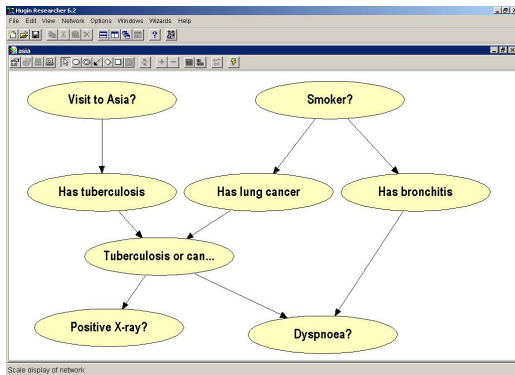 Hugin Researcher 6.2
File Edit View Network Options Windows Wizards Help
asia
Visit to Asia?
Smoker?
Has tuberculosis
Has lung cancer
Has bronchitis
Tuberculosis or can...
Positive X-ray?
Dyspnoea?
Scale display of network